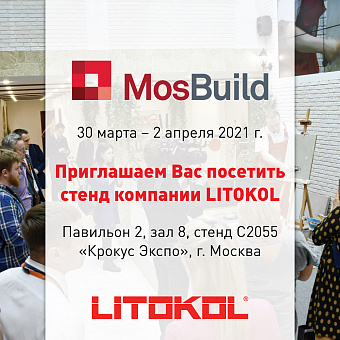 MosBuild
30 марта – 2 апреля 2021 г.
Приглашаем Вас посетить
стенд компании LITOKOL
Павильон 2, зал 8, стенд C2055
«Крокус Экспо», г. Москва
LITOKOL®